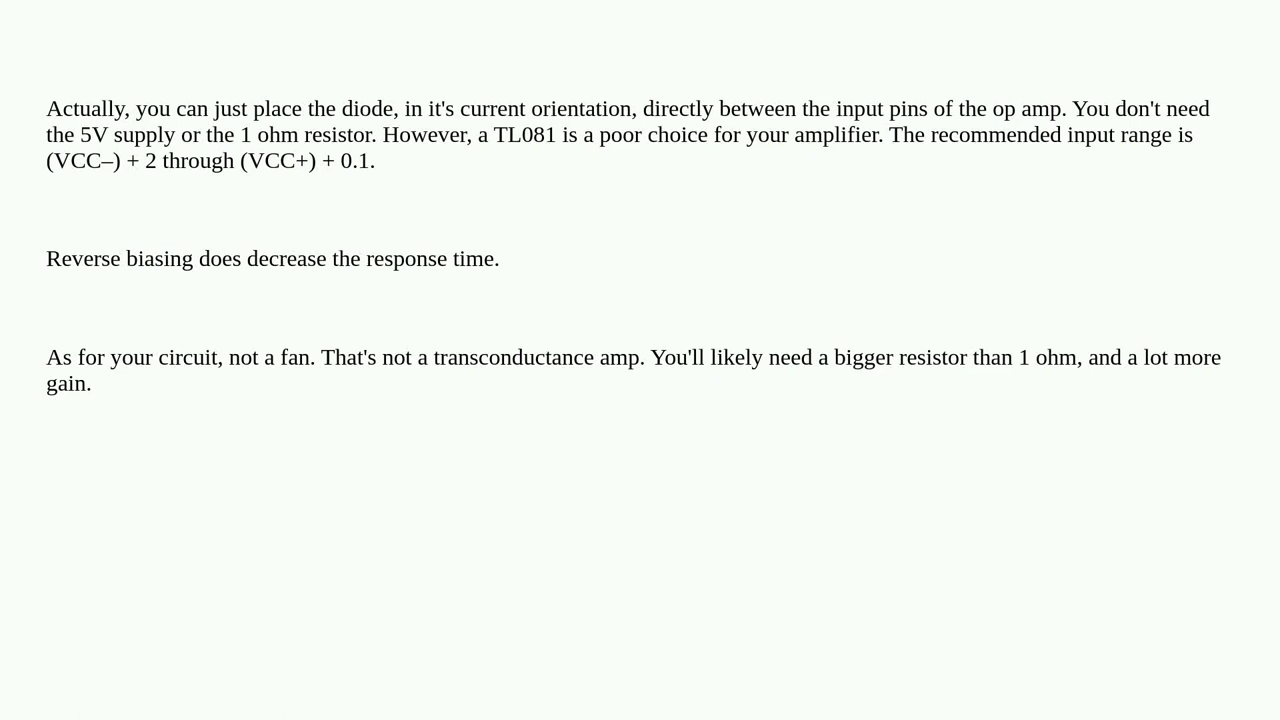 Actually, you can just place the diode, in it's current orientation, directly between the input pins of the op amp. You don't need
the 5V supply or the 1 ohm resistor. However, a TL081 is a poor choice for your amplifier. The recommended input range is
(VCC–) + 2 through (VCC+) + 0.1.
Reverse biasing does decrease the response time.
As for your circuit, not a fan. That's not a transconductance amp. You'll likely need a bigger resistor than 1 ohm, and a lot more
gain.